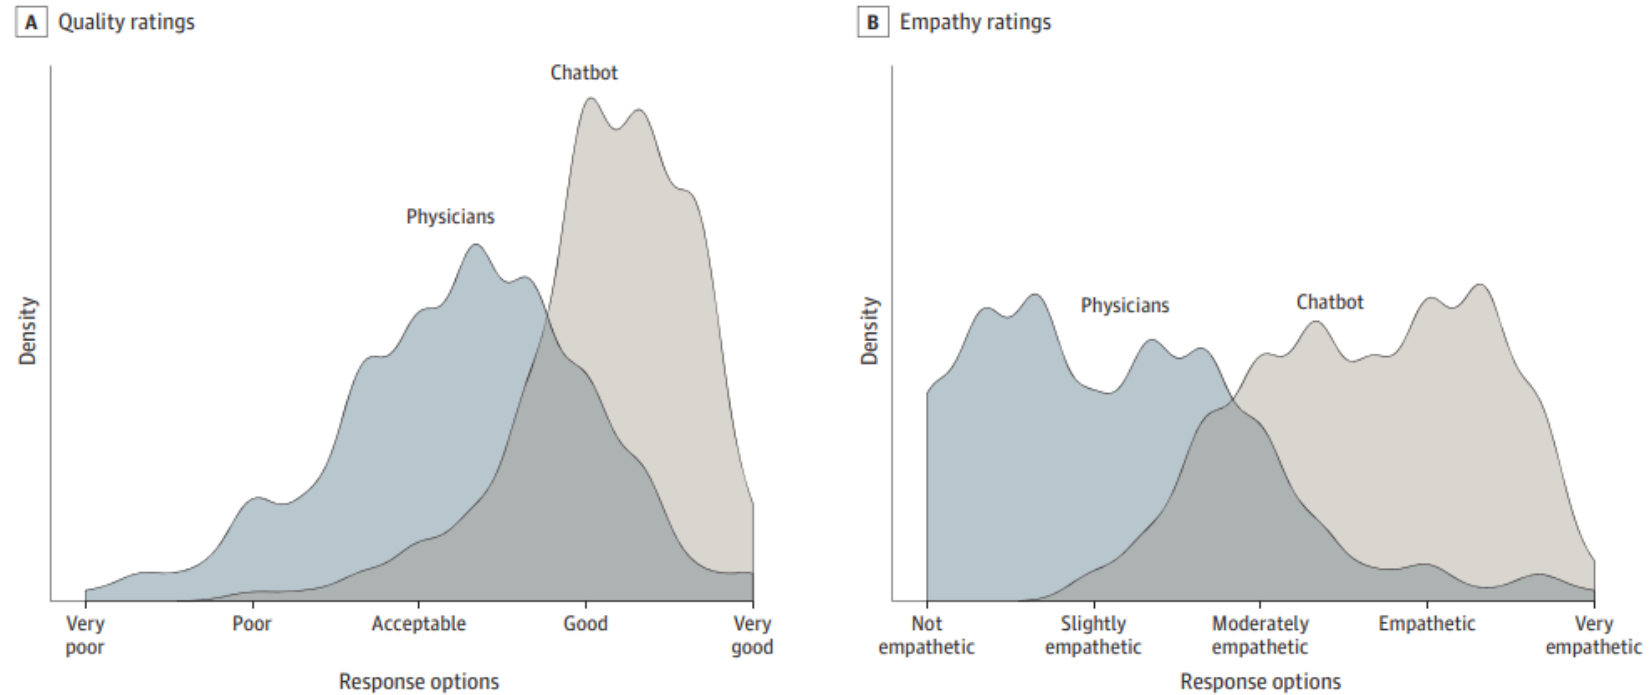 A Quality ratings
Chatbot
Physicians
Density
Very
poor
Poor
Acceptable
Good
Very
good
Response options
B Empathy ratings
Physicians
Chatbot
Density
Not
empathetic
Slightly
empathetic
Moderately
empathetic
Empathetic
Very
empathetic
Response options